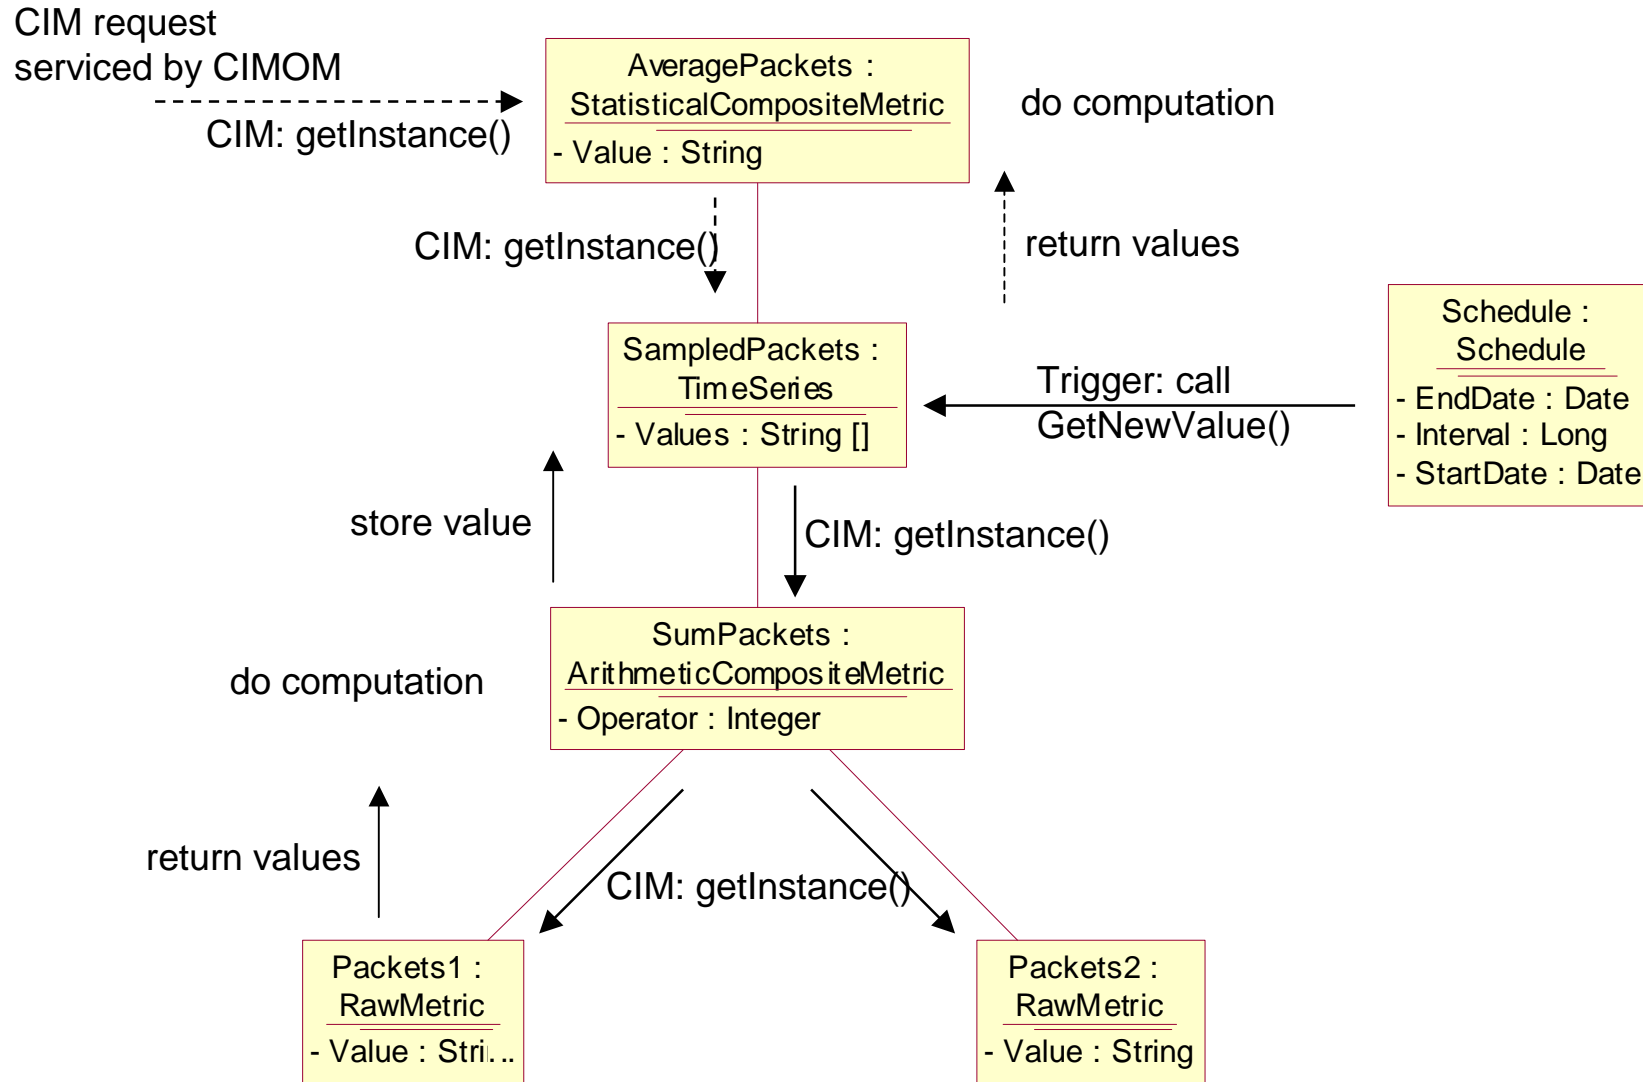 CIM request
serviced by CIMOM
CIM: getInstance()
AveragePackets :
StatisticalCompositeMetric
- Value : String
do computation
CIM: getInstance()
return values
SampledPackets :
TimeSeries
- Values : String []
Trigger: call
GetNewValue()
Schedule :
Schedule
- EndDate : Date
- Interval : Long
- StartDate : Date
store value
CIM: getInstance()
SumPackets :
ArithmeticCompositeMetric
- Operator : Integer
do computation
return values
CIM: getInstance()
Packets1 :
RawMetric
- Value : Stri...
Packets2 :
RawMetric
- Value : String